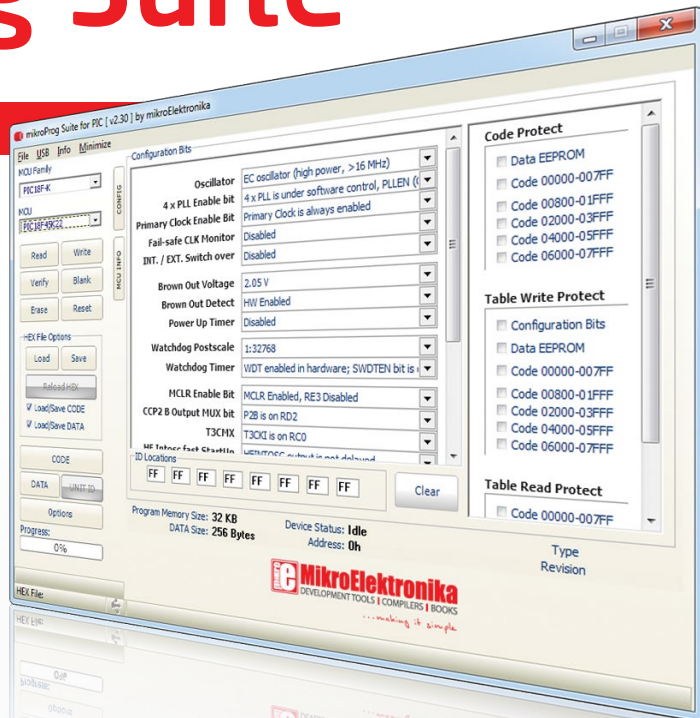 g Suite
mikroProg Suite for PIC [ v2.30 ] by mikroElektronika
File USB Info Minimize
MCU Family
PIC18F-K
MCU
PIC18F45K22
Read Write
Verify Blank
Erase Reset
HEX File Options
Load Save
Reload HEX
Load/Save CODE
Load/Save DATA
CODE
DATA UNIT ID
Options
Progress:
0%
HEX File:
CONFIG
MCU INFO
Configuration Bits
Oscillator EC oscillator (high power, >16 MHz)
4 x PLL Enable bit 4 x PLL is under software control, PLLEN (
Primary Clock Enable Bit Primary Clock is always enabled
Fail-safe CLK Monitor Disabled
INT. / EXT. Switch over Disabled
Brown Out Voltage 2.05 V
Brown Out Detect HW Enabled
Power Up Timer Disabled
Watchdog Postscale 1:32768
Watchdog Timer WDT enabled in hardware; SWDTEN bit is
MCLR Enable Bit MCLR Enabled, RE3 Disabled
CCP2 B Output MUX bit P2B is on RD2
T3CMX T3CKI is on RC0
HF Intosc fast StartUp HFINTOSC output is not delayed
ID Locations
FF FF FF FF FF FF FF FF
Clear
Program Memory Size: 32 KB
DATA Size: 256 Bytes
Device Status: Idle
Address: 0h
Code Protect
Data EEPROM
Code 00000-007FF
Code 00800-01FFF
Code 02000-03FFF
Code 04000-05FFF
Code 06000-07FFF
Table Write Protect
Configuration Bits
Data EEPROM
Code 00000-007FF
Code 00800-01FFF
Code 02000-03FFF
Code 04000-05FFF
Code 06000-07FFF
Table Read Protect
Code 00000-007FF
Type
Revision
MikroElektronika
DEVELOPMENT TOOLS | COMPILERS | BOOKS
...making it simple